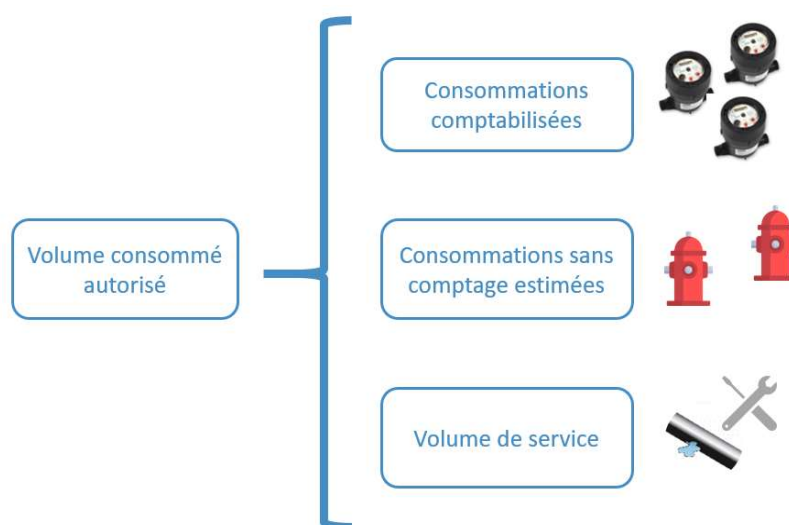 Consommations
comptabilisées
Volume consommé
autorisé
Consommations sans
comptage estimées
Volume de service